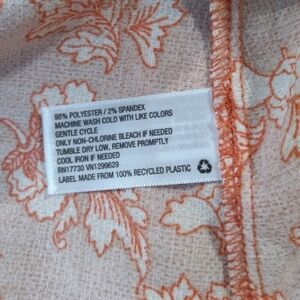 98% POLYESTER / 2% SPANDEX
MACHINE WASH COLD WITH LIKE COLORS
GENTLE CYCLE
ONLY NON-CHLORINE BLEACH IF NEEDED
TUMBLE DRY LOW, REMOVE PROMPTLY
COOL IRON IF NEEDED
RN17730 VN1299629
LABEL MADE FROM 100% RECYCLED PLASTIC